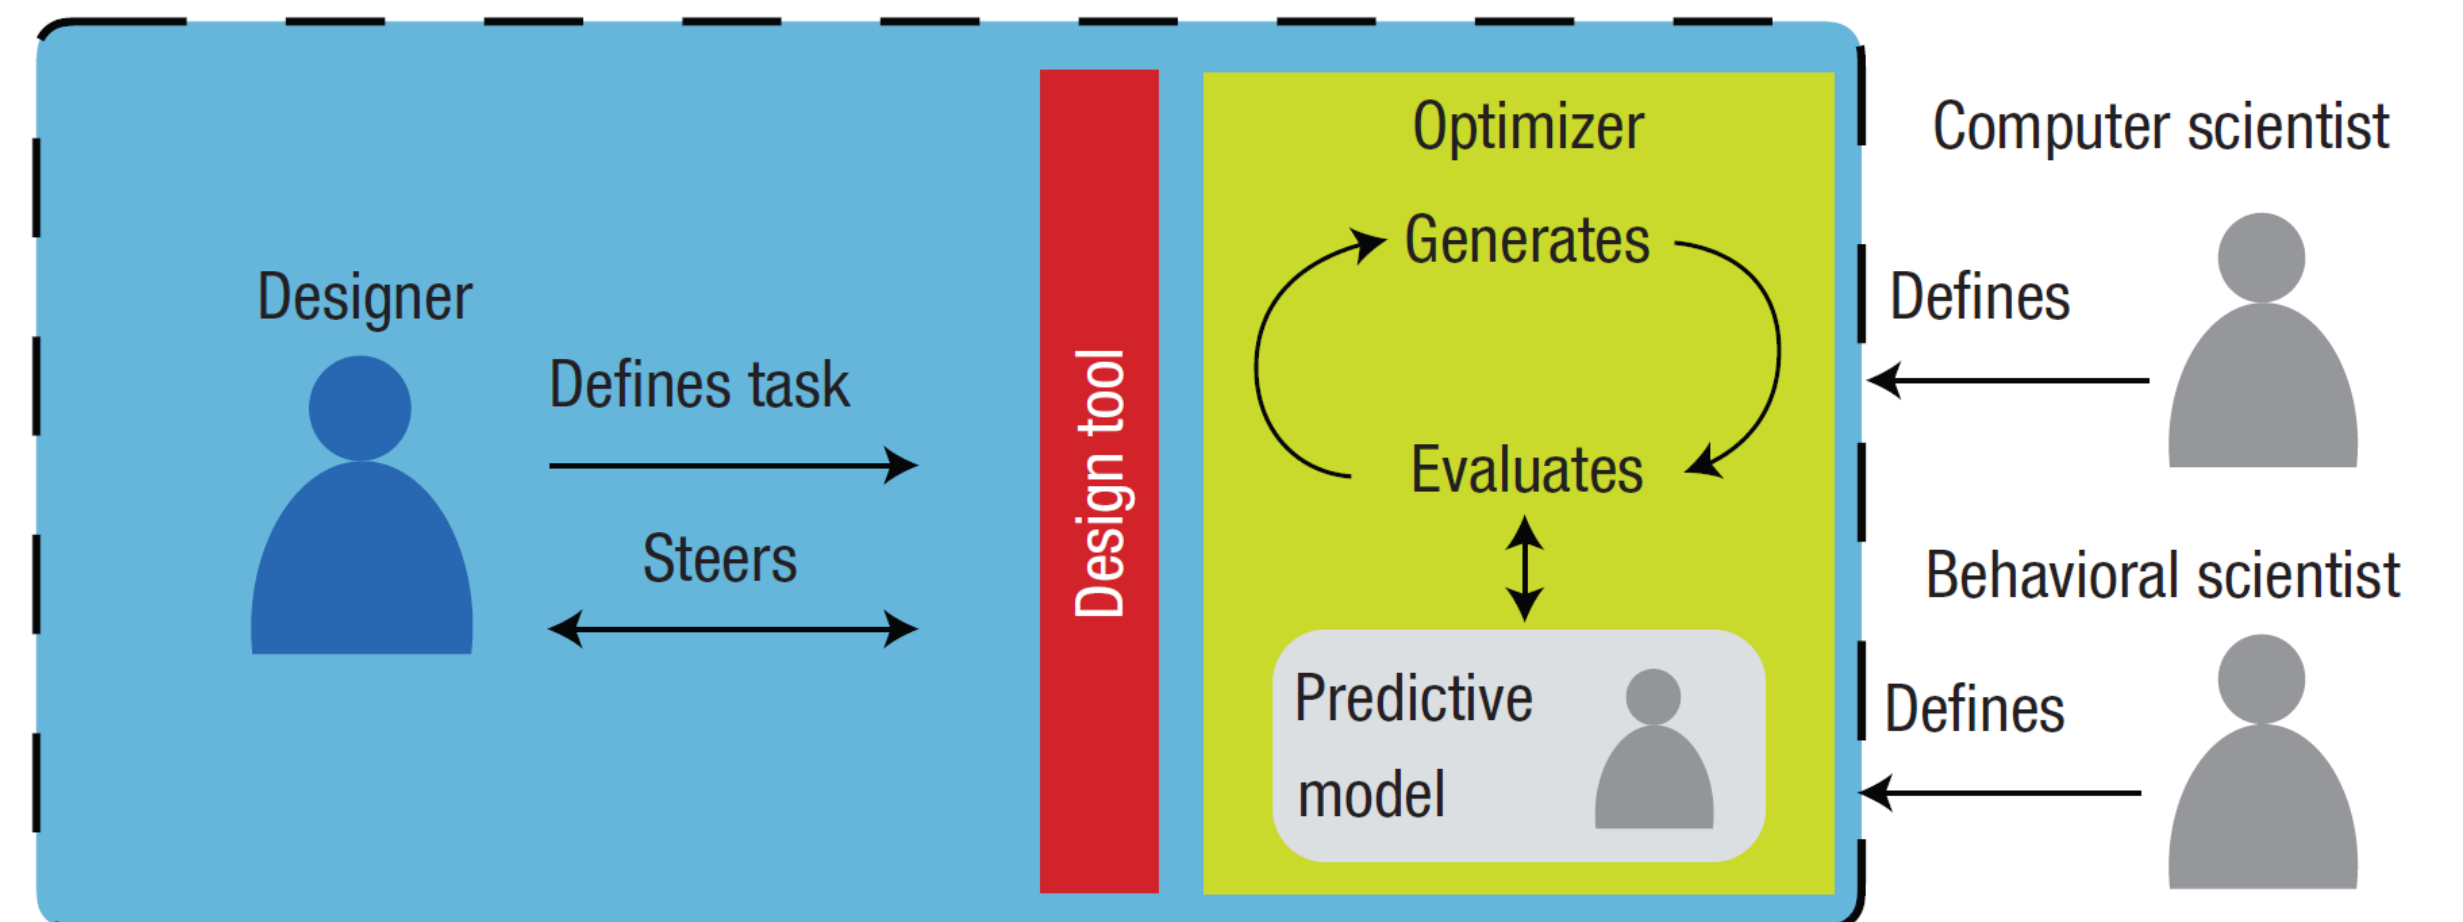 Designer
Defines task
Steers
Design tool
Optimizer
Generates
Evaluates
Predictive
model
Computer scientist
Defines
Behavioral scientist
Defines